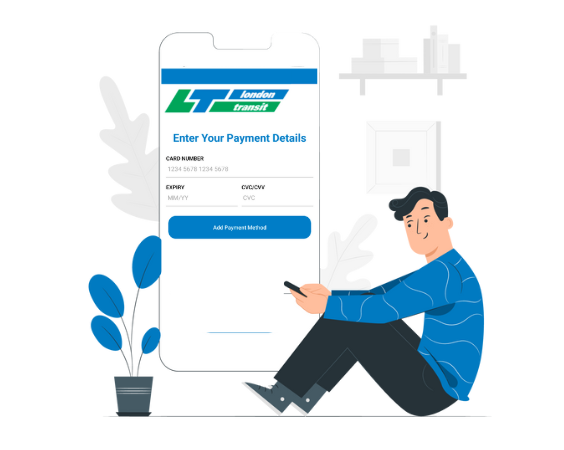 LT london
transit
Enter Your Payment Details
CARD NUMBER
1234 5678 1234 5678
EXPIRY CVC/CVV
MM/YY CVC
Add Payment Method